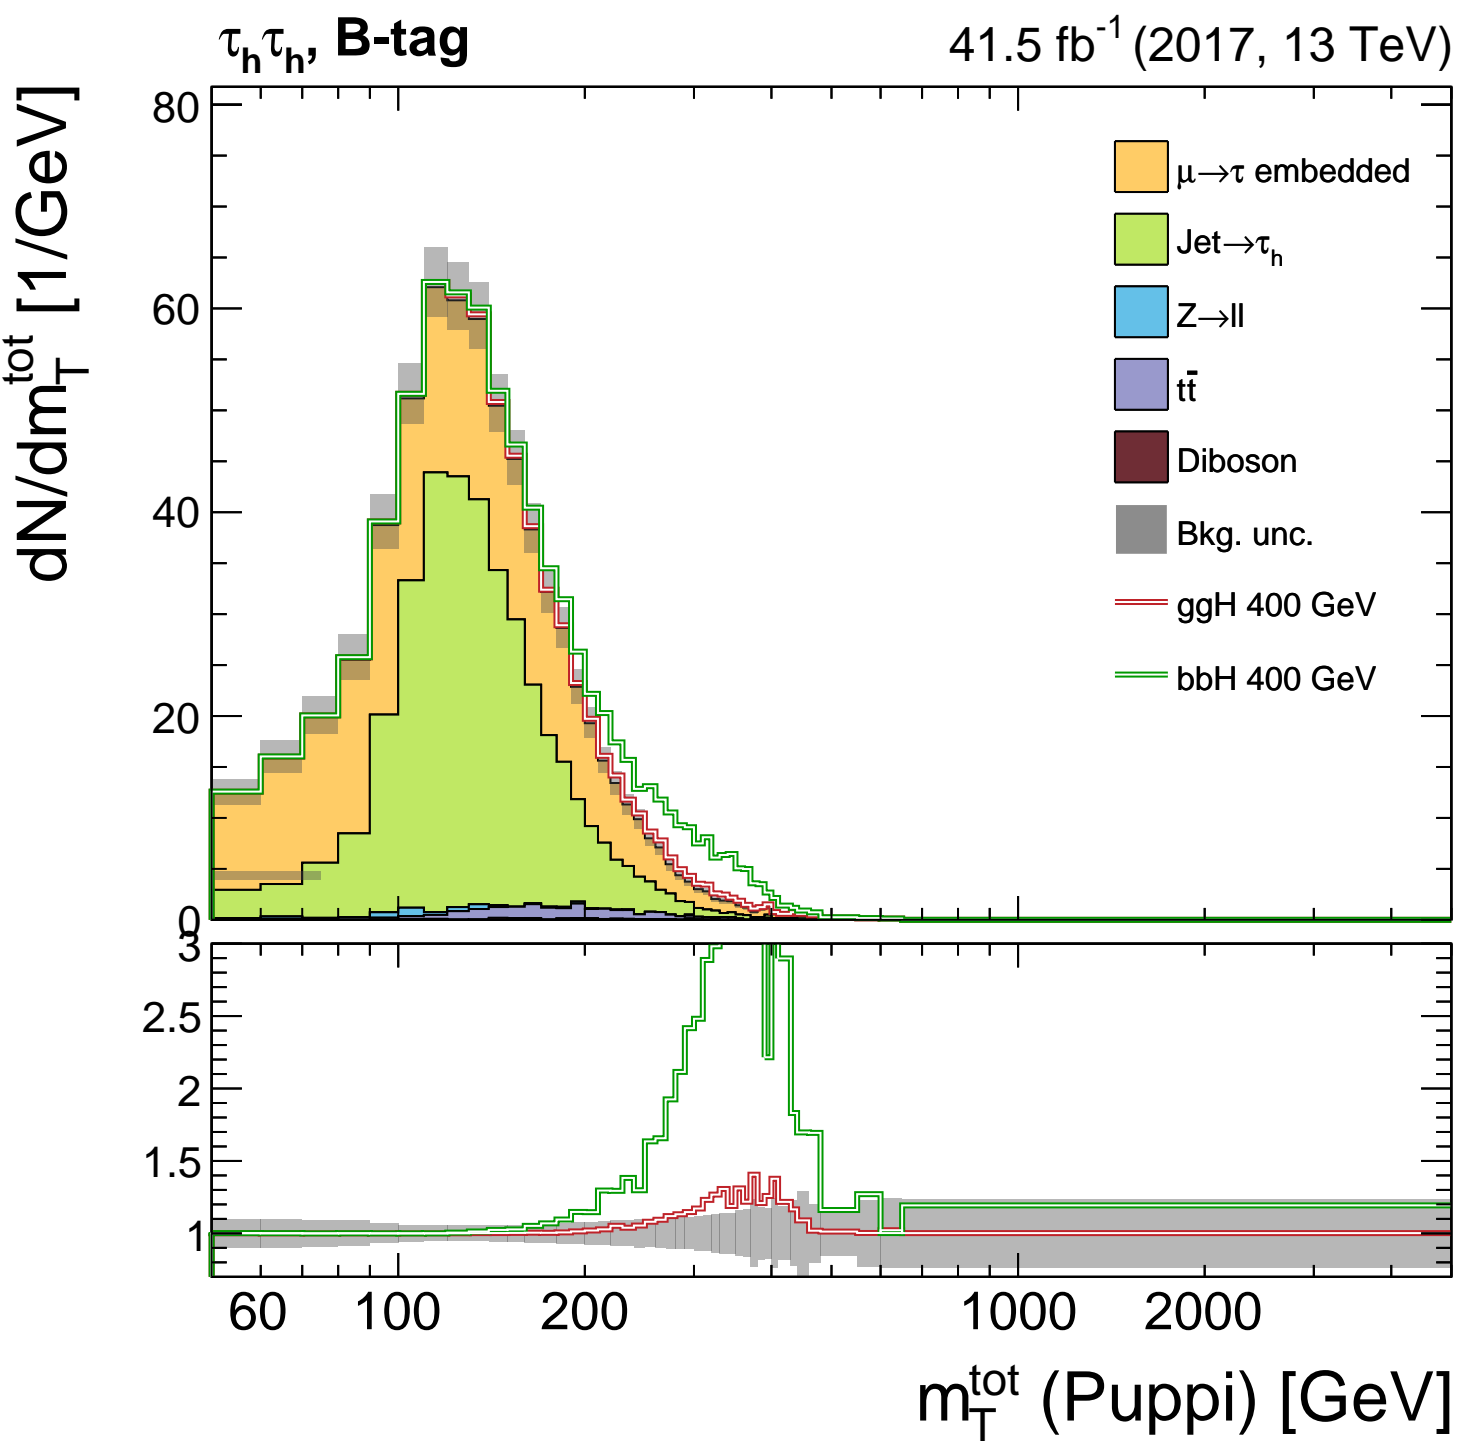 τhτh, B-tag
41.5 fb-1 (2017, 13 TeV)
dN/dmTtot [1/GeV]
80
60
40
20
0
μ→τ embedded
Jet→τh
Z→ll
tt̄
Diboson
Bkg. unc.
ggH 400 GeV
bbH 400 GeV
3
2.5
2
1.5
1
60 100 200 1000 2000
mTtot (Puppi) [GeV]